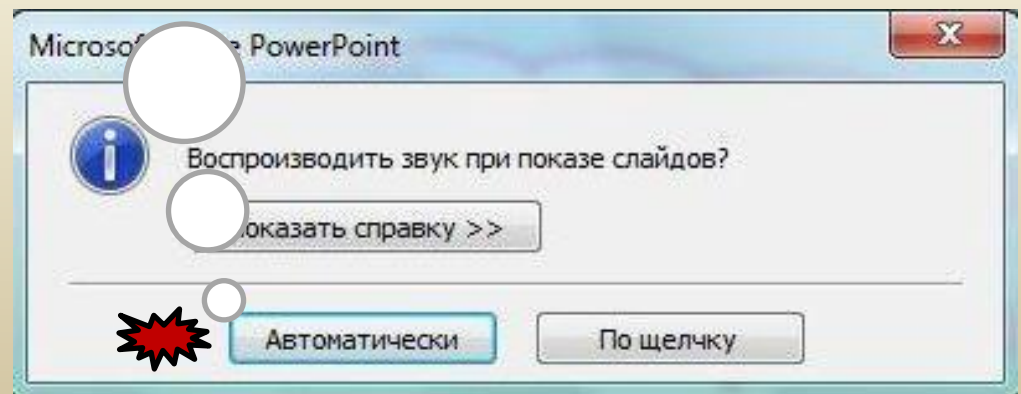 PowerPoint
Воспроизводить звук при показе слайдов?
справку >>
Автоматически
По щелчку